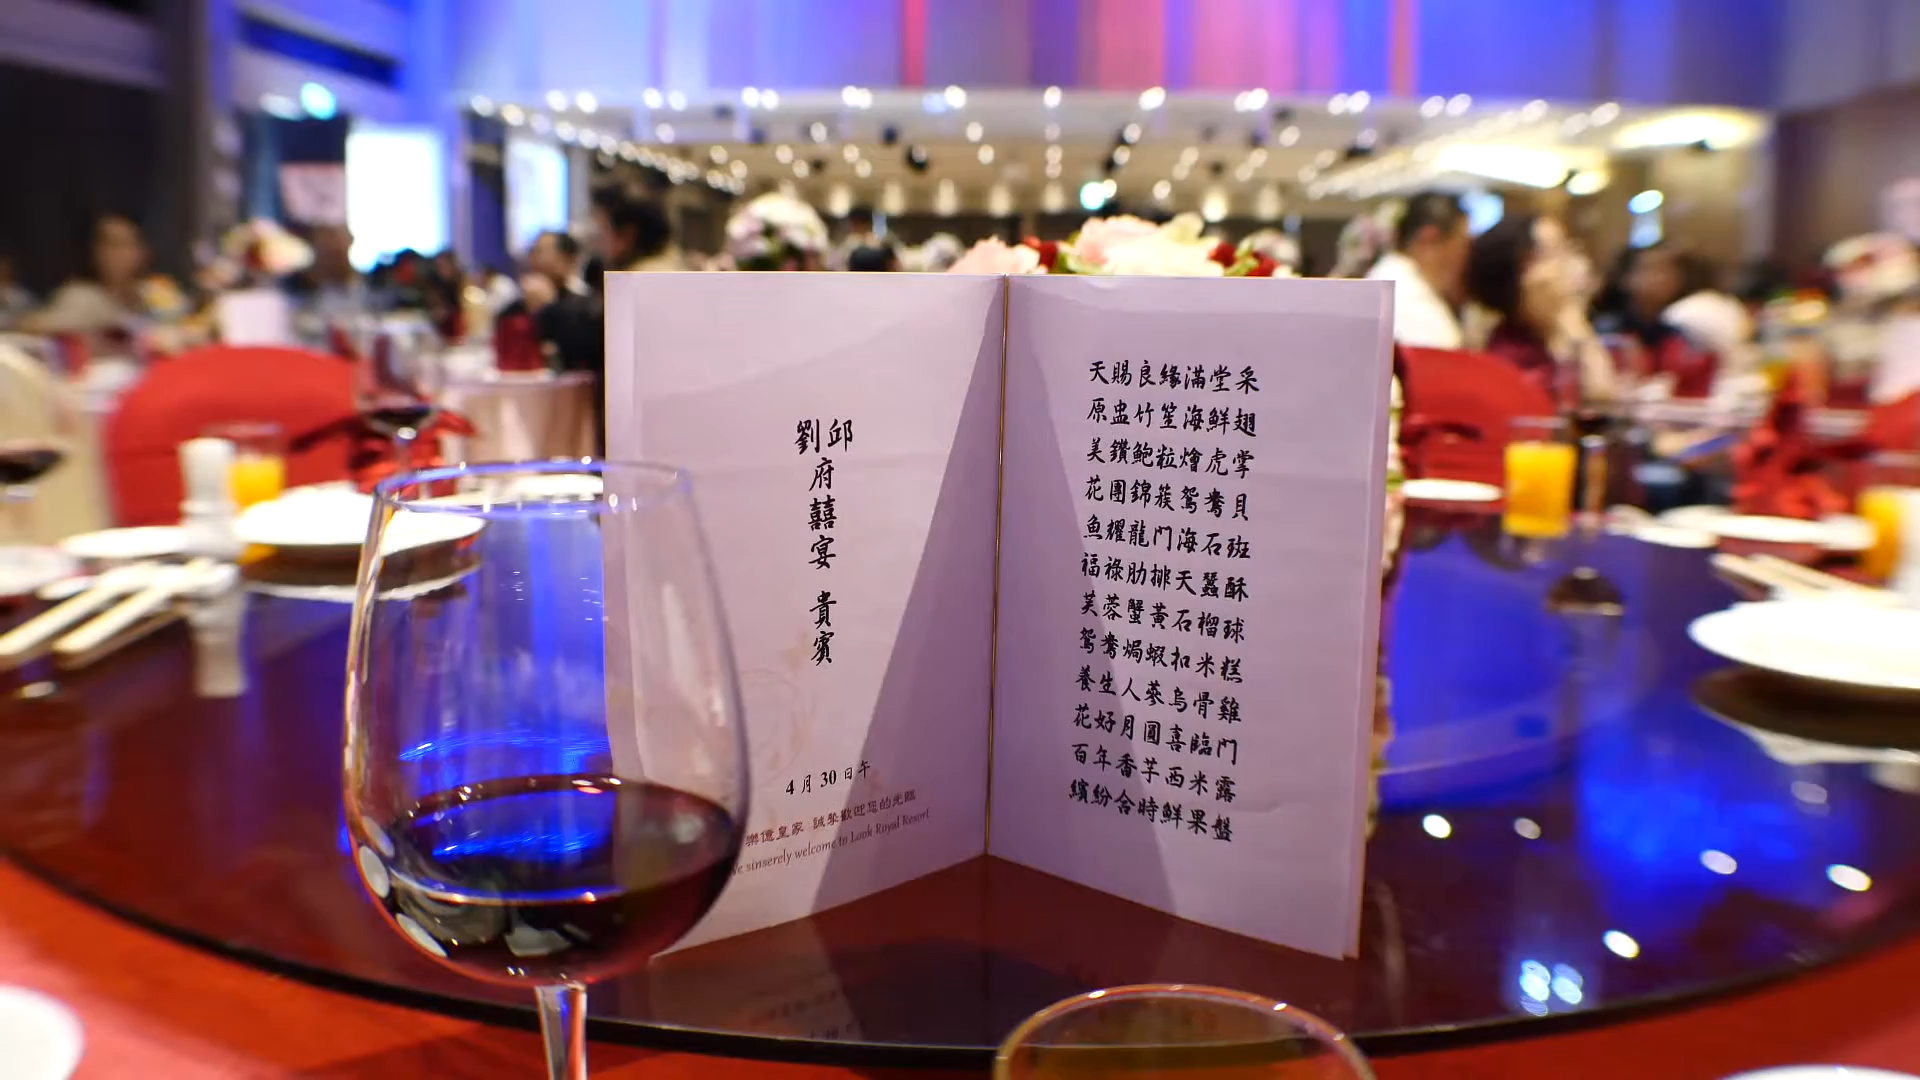 劉邱
府
囍
宴
貴
賓
4月30日午
樂億皇家 誠摯歡迎您的光臨
We sinserely welcome to Look Royal Resort
天賜良緣滿堂采
原盅竹笙海鮮翅
美鑽鮑粒燴虎掌
花團錦簇鴛鴦貝
魚耀龍門海石斑
福祿肋排天蠶酥
芙蓉蟹黃石榴球
鴛鴦焗蝦扣米糕
養生人蔘烏骨雞
花好月圓喜臨門
百年香芋西米露
繽紛合時鮮果盤